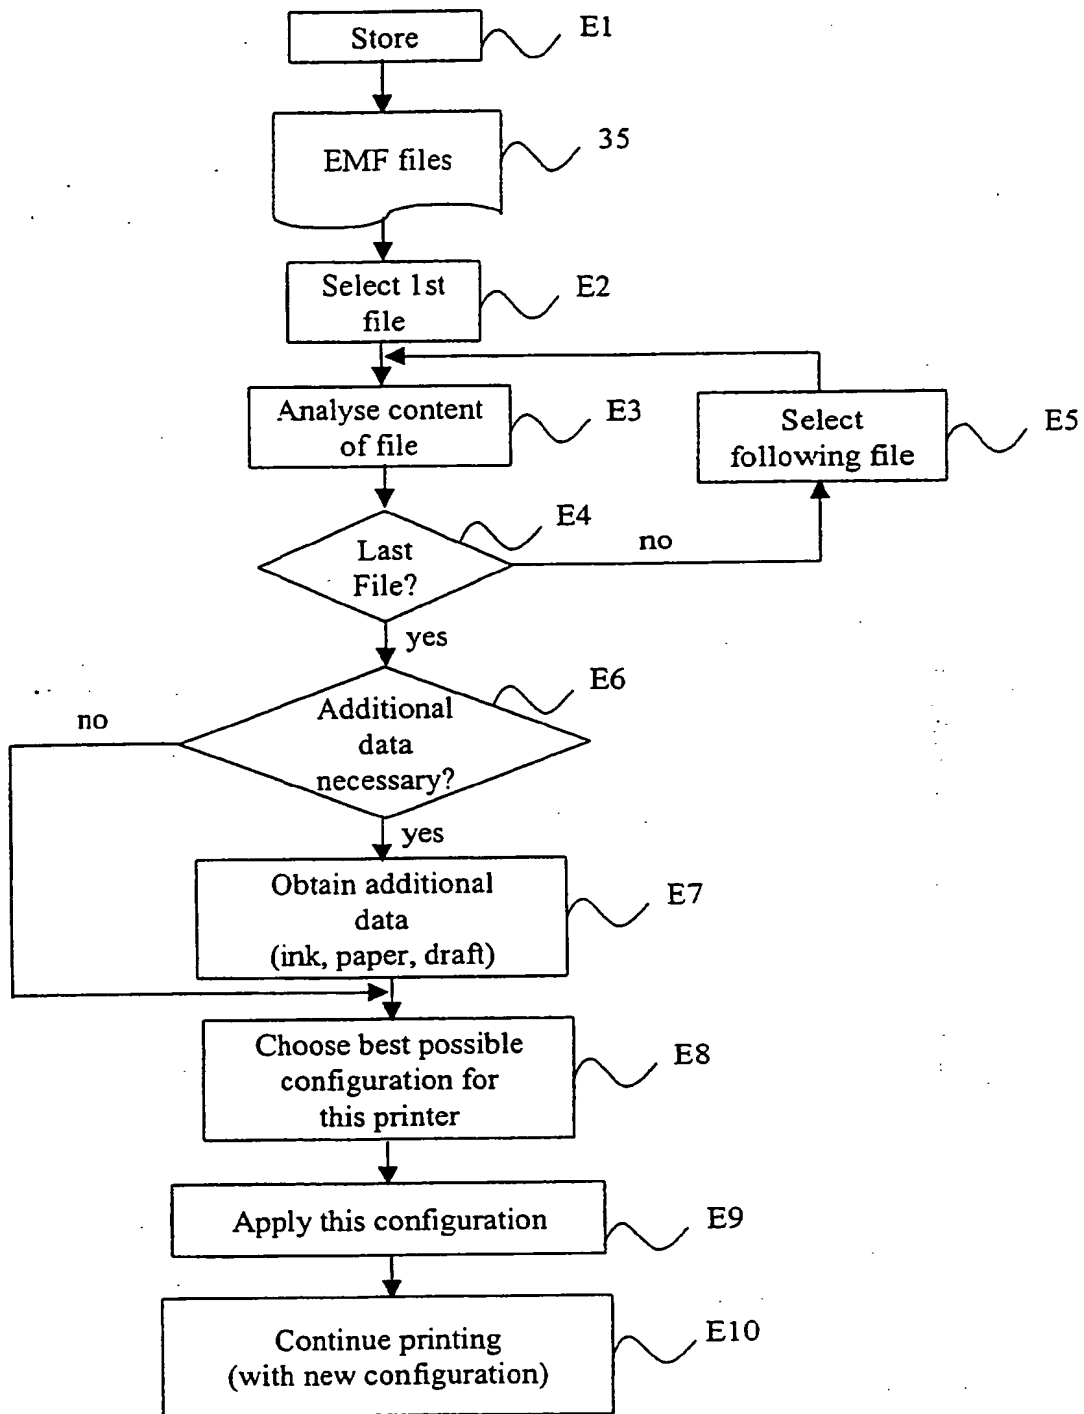 Store
E1
EMF files
35
Select 1st
file
E2
Analyse content
of file
E3
Select
following file
E5
Last
File?
E4
no
yes
Additional
data
necessary?
E6
no
yes
Obtain additional
data
(ink, paper, draft)
E7
Choose best possible
configuration for
this printer
E8
Apply this configuration
E9
Continue printing
(with new configuration)
E10